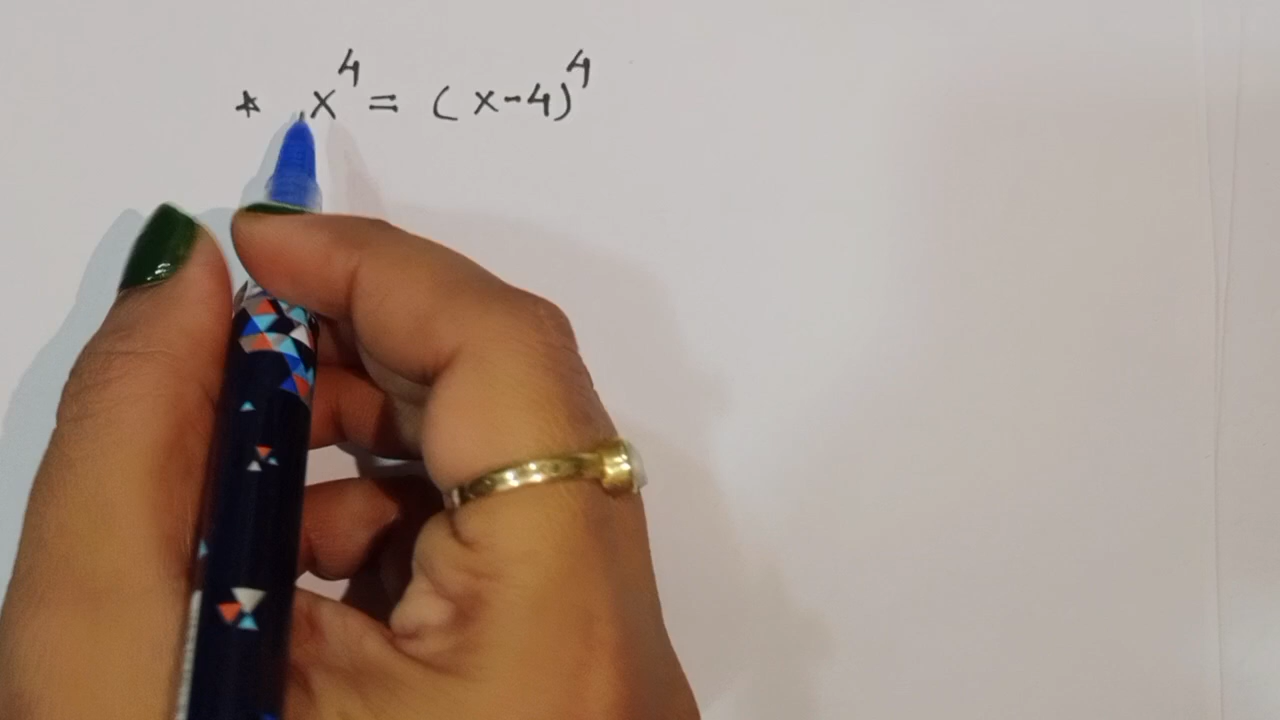 * x⁴ = (x-4)⁴